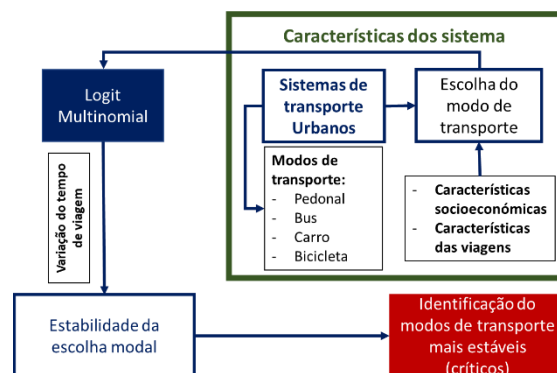 Características dos sistema
Logit
Multinomial
Sistemas de
transporte
Urbanos
Escolha do
modo de
transporte
Modos de
transporte:
- Pedonal
- Bus
- Carro
- Bicicleta
- Características
socioeconómicas
- Características
das viagens
Variação do tempo
de viagem
Estabilidade da
escolha modal
Identificação do
modos de transporte
mais estáveis
(críticos)